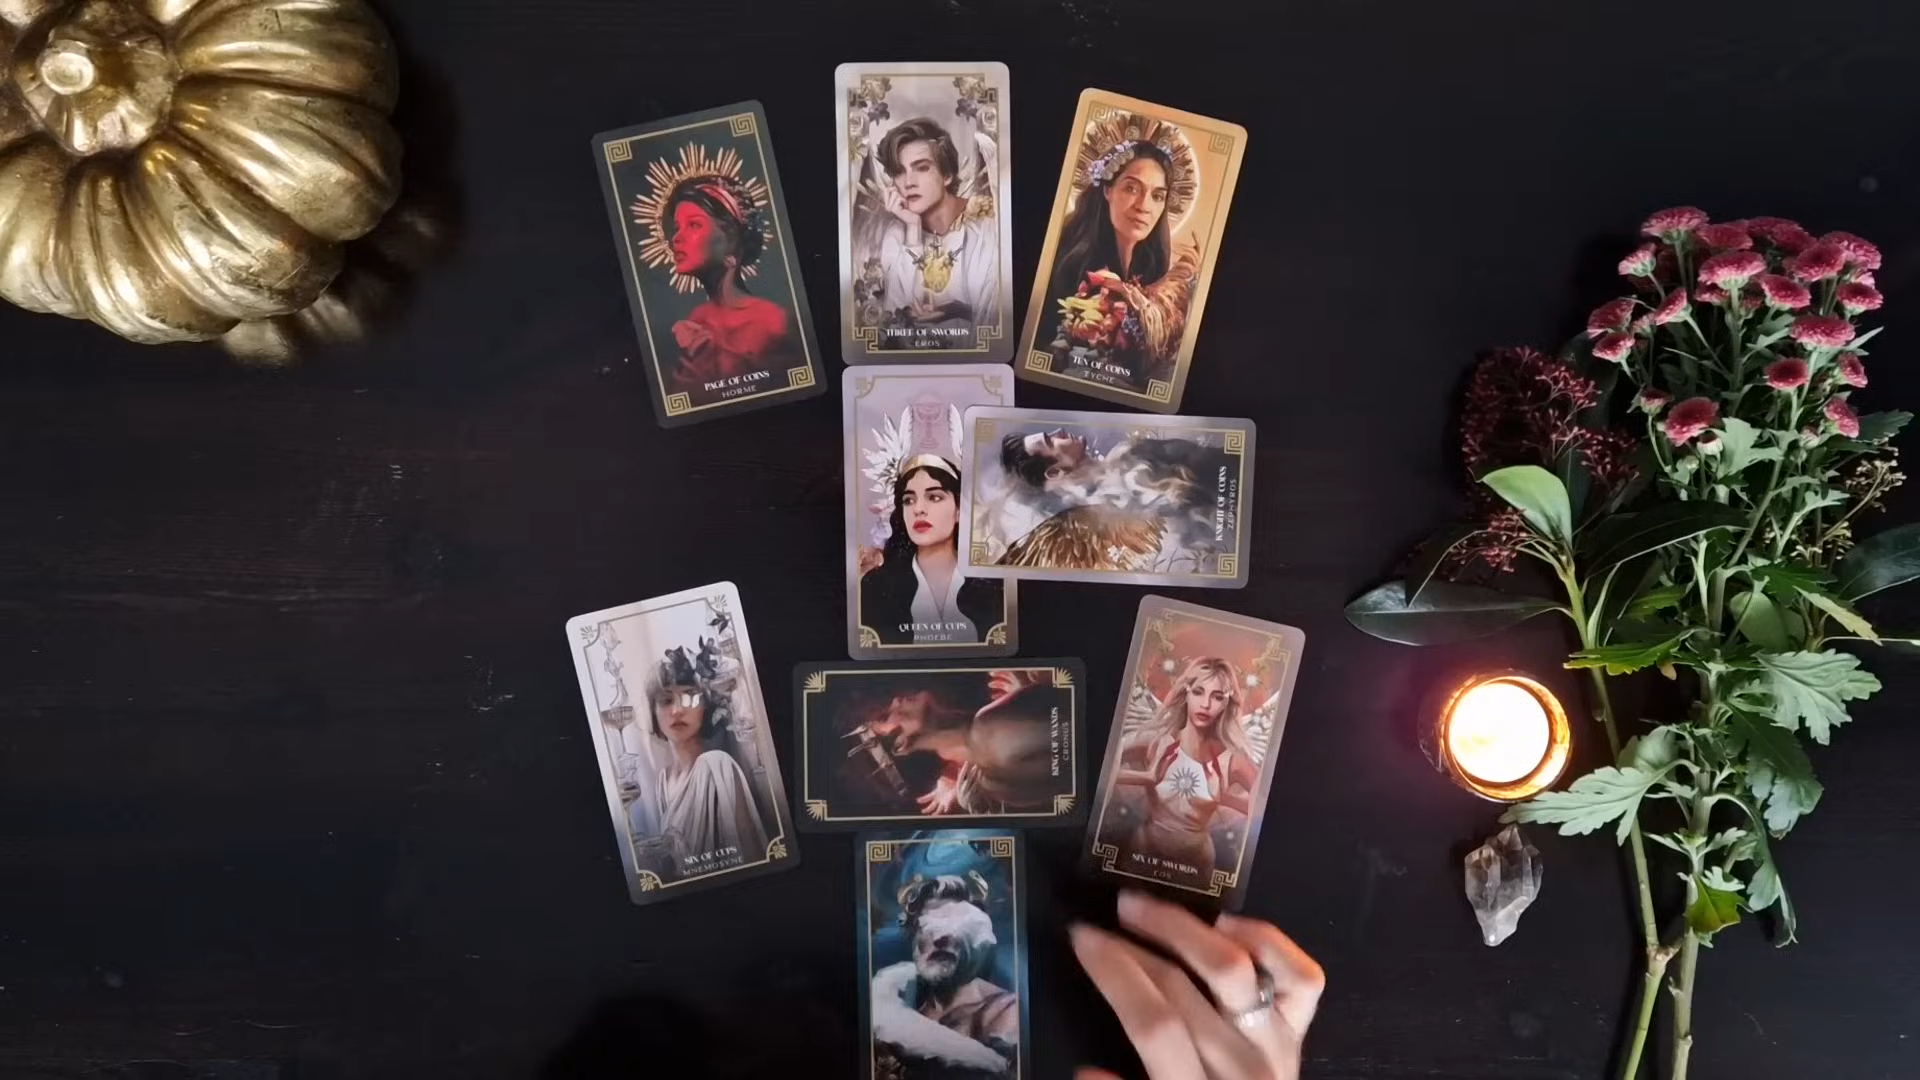 PAGE OF COINS
HORME
THREE OF SWORDS
EROS
TEN OF COINS
TYCHE
QUEEN OF CUPS
PHOEBE
KNIGHT OF COINS
ZEPHYROS
SIX OF CUPS
MNEMOSYNE
KING OF WANDS
CRONUS
SIX OF SWORDS
EOS